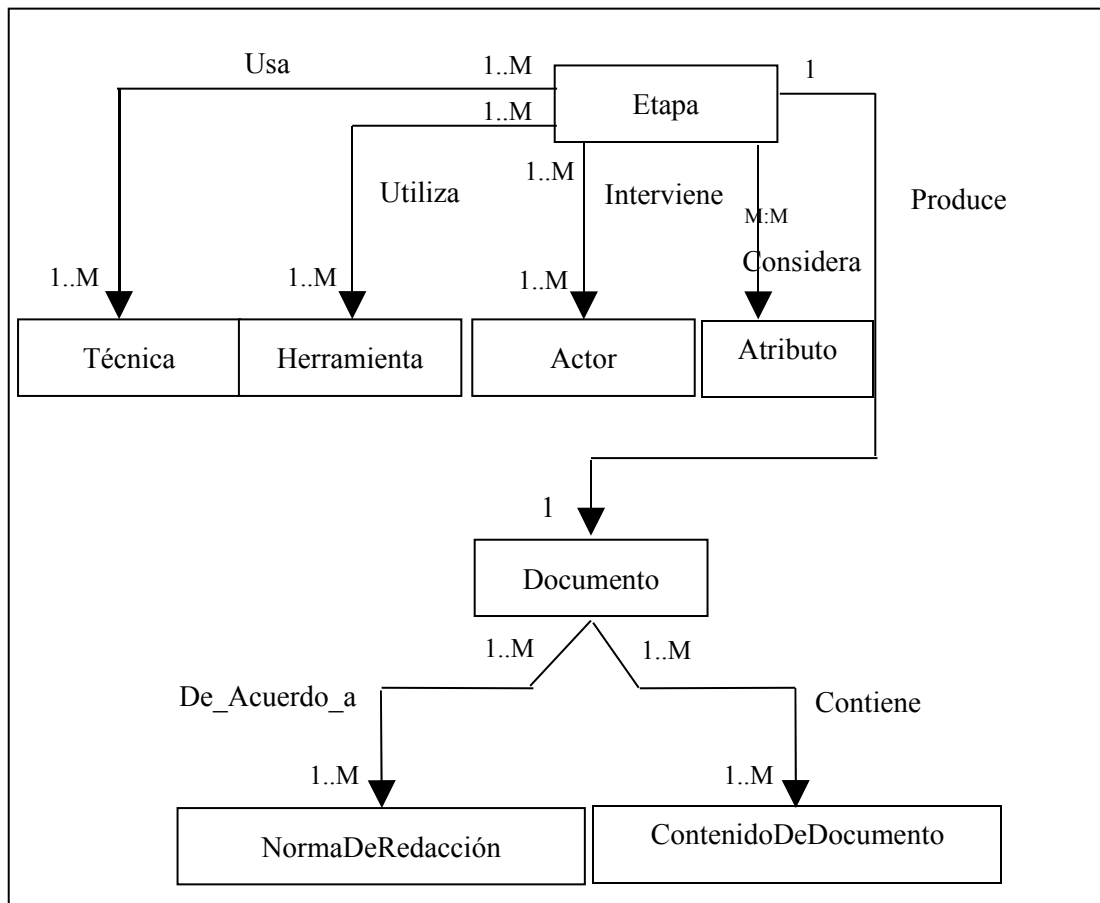 Usa
1..M
1
Etapa
1..M
Utiliza
1..M
Interviene
Produce
M:M
Considera
1..M
1..M
1..M
Técnica
Herramienta
Actor
Atributo
1
Documento
1..M
1..M
De_Acuerdo_a
Contiene
1..M
1..M
NormaDeRedacción
ContenidoDeDocumento